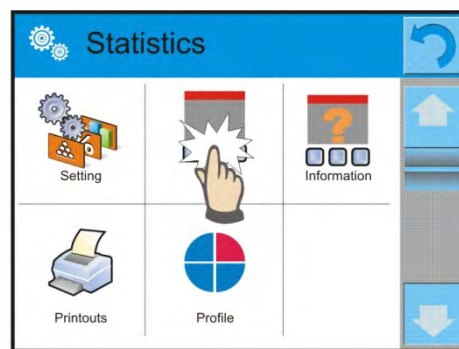 Statistics
Setting
Information
Printouts
Profile